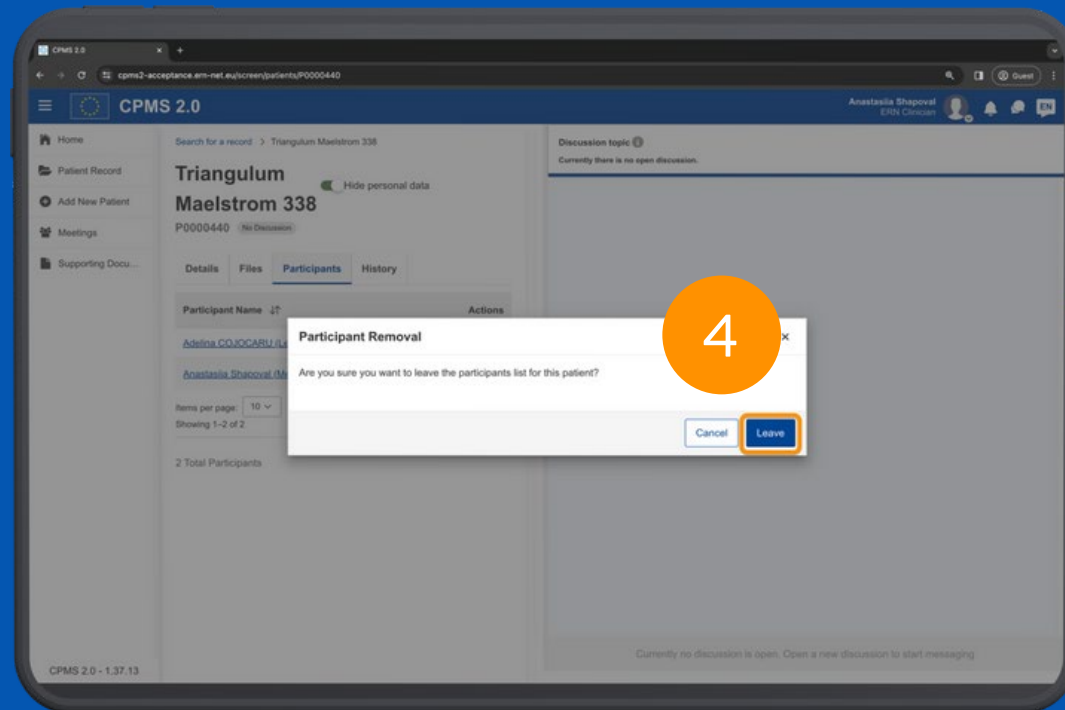 CPMS 2.0
cpms2-acceptance.ern-net.eu/screen/patients/P0000440
Guest
CPMS 2.0
Anastasiia Shapoval
ERN Clinician
EN
Home
Patient Record
Add New Patient
Meetings
Supporting Docu...
Search for a record > Triangulum Maelstrom 338
Triangulum
Maelstrom 338
Hide personal data
P0000440 No Discussion
Details Files Participants History
Participant Name Actions
Adelina COJOCARU (Le
Anastasiia Shapoval (Me
Items per page: 10
Showing 1-2 of 2
2 Total Participants
Discussion topic
Currently there is no open discussion.
4
Participant Removal
Are you sure you want to leave the participants list for this patient?
Cancel Leave
Currently no discussion is open. Open a new discussion to start messaging
CPMS 2.0 - 1.37.13